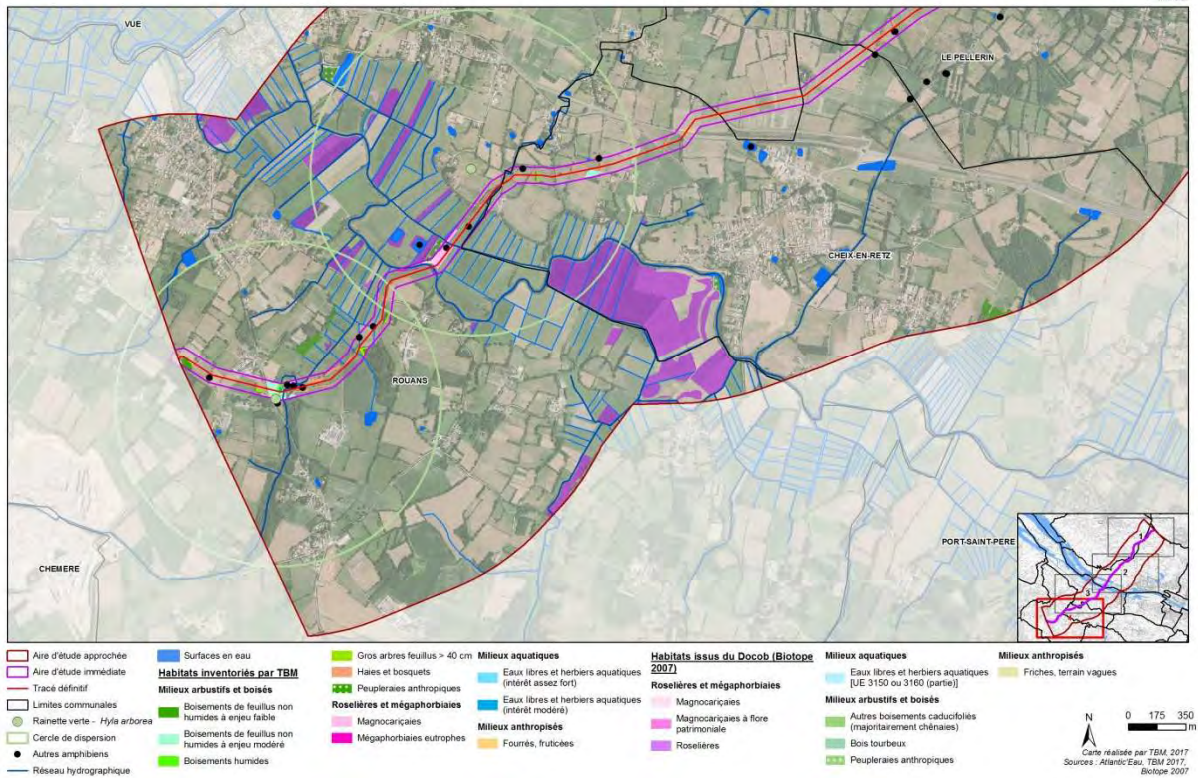 VUE
LE PELLERIN
CHEIX-EN-RETZ
ROUANS
CHEMERE
PORT-SAINT-PERE
1
2
3
Aire d'étude approchée
Aire d'étude immédiate
Tracé définitif
Limites communales
Rainette verte - Hyla arborea
Cercle de dispersion
Autres amphibiens
Réseau hydrographique
Surfaces en eau
Habitats inventoriés par TBM
Milieux arbustifs et boisés
Boisements de feuillus non
humides à enjeu faible
Boisements de feuillus non
humides à enjeu modéré
Boisements humides
Gros arbres feuillus > 40 cm
Haies et bosquets
Peupleraies anthropiques
Roselières et mégaphorbiaies
Magnocariçaies
Mégaphorbiaies eutrophes
Milieux aquatiques
Eaux libres et herbiers aquatiques
(intérêt assez fort)
Eaux libres et herbiers aquatiques
(intérêt modéré)
Milieux anthropisés
Fourrés, fruticées
Habitats issus du Docob (Biotope
2007)
Roselières et mégaphorbiaies
Magnocariçaies
Magnocariçaies à flore
patrimoniale
Roselières
Milieux aquatiques
Eaux libres et herbiers aquatiques
[UE 3150 ou 3160 (partie)]
Milieux arbustifs et boisés
Autres boisements caducifoliés
(majoritairement chênaies)
Bois tourbeux
Peupleraies anthropiques
Milieux anthropisés
Friches, terrain vagues
N
0 175 350
m
Carte réalisée par TBM, 2017
Sources : Atlantic'Eau, TBM 2017,
Biotope 2007